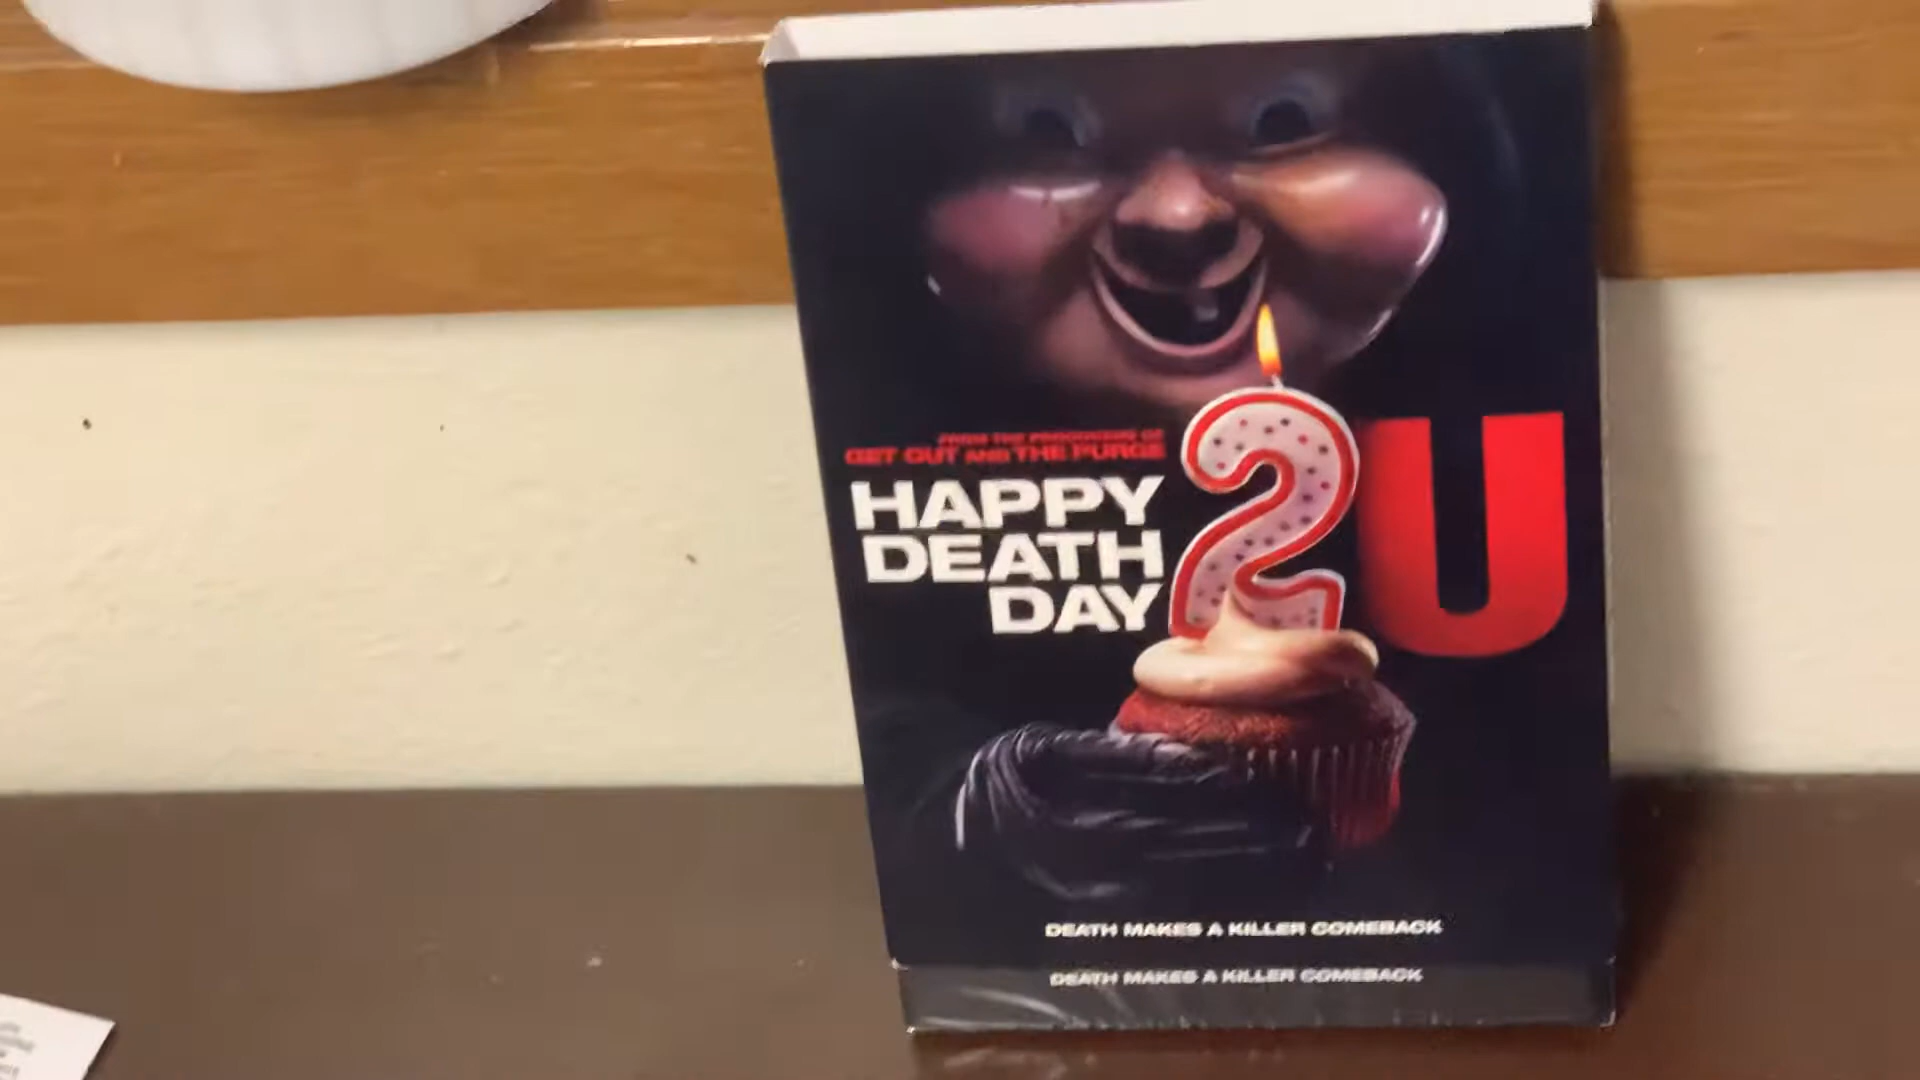 FROM THE PRODUCERS OF
GET OUT AND THE PURGE
HAPPY
DEATH
DAY
2U
DEATH MAKES A KILLER COMEBACK
DEATH MAKES A KILLER COMEBACK